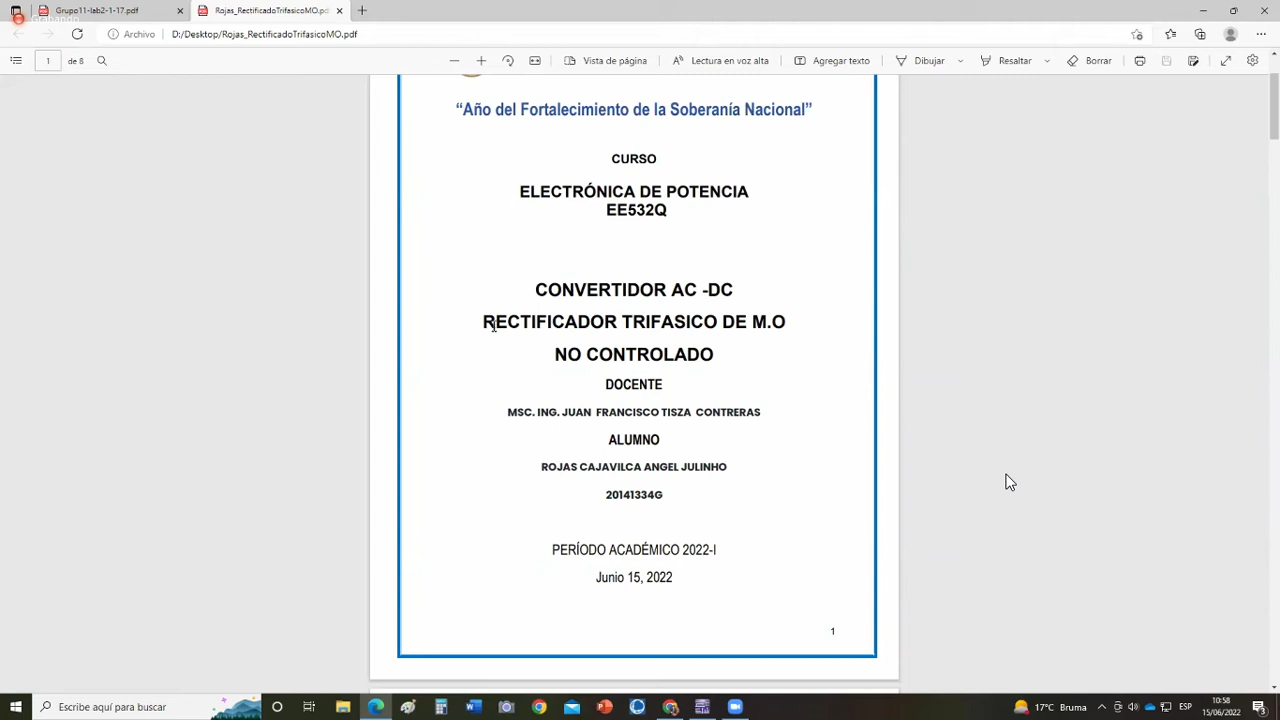 Grupo11-lab2-1-17.pdf
Rojas_RectificadoTrifasicoMO.pd
Grabando
Archivo
D:/Desktop/Rojas_RectificadoTrifasicoMO.pdf
1 de 8
Vista de página
Lectura en voz alta
Agregar texto
Dibujar
Resaltar
Borrar
“Año del Fortalecimiento de la Soberanía Nacional”
CURSO
ELECTRÓNICA DE POTENCIA
EE532Q
CONVERTIDOR AC -DC
RECTIFICADOR TRIFASICO DE M.O
NO CONTROLADO
DOCENTE
MSC. ING. JUAN FRANCISCO TISZA CONTRERAS
ALUMNO
ROJAS CAJAVILCA ANGEL JULINHO
20141334G
PERÍODO ACADÉMICO 2022-I
Junio 15, 2022
1
Escribe aquí para buscar
17°C Bruma
ESP
10:58
15/06/2022